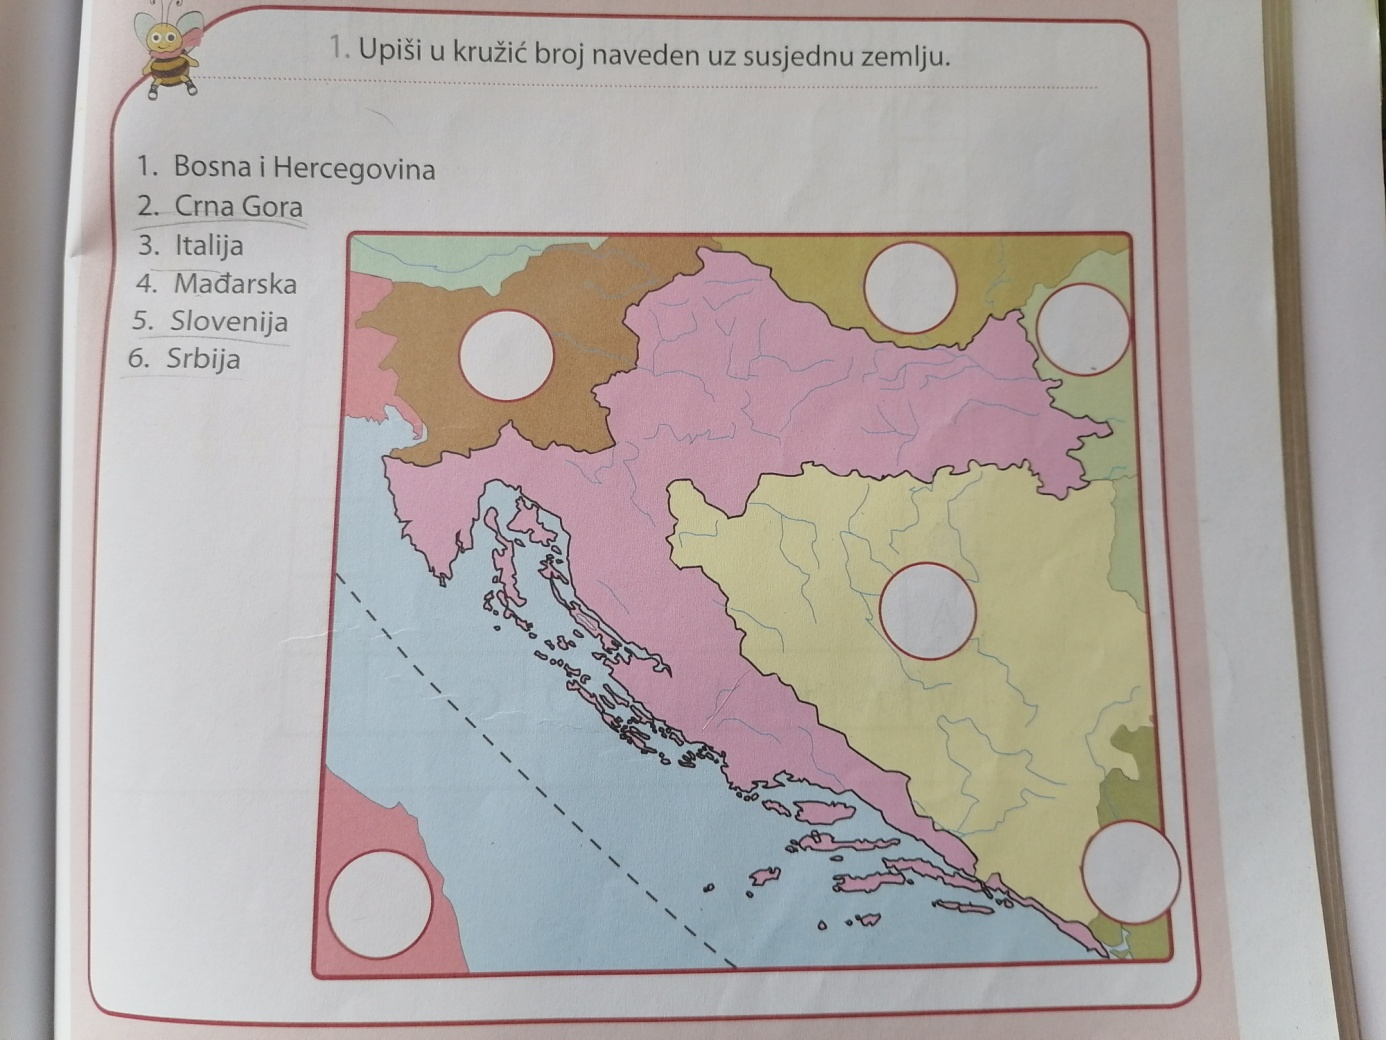 1. Upiši u kružić broj naveden uz susjednu zemlju.
1. Bosna i Hercegovina
2. Crna Gora
3. Italija
4. Mađarska
5. Slovenija
6. Srbija